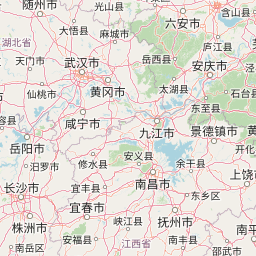 随州市
光山县
六安市
含山县
大悟县
麻城市
湖北省
庐江县
岳西县
天门市
武汉市
安庆市
太湖县
仙桃市
黄冈市
石台县
东至县
咸宁市
九江市
景德镇市
岳阳市
开化县
安义县
汨罗市
修水县
余干县
上饶市
长沙市
宜丰县
南昌市
东乡区
宜春市
株洲市
峡江县
抚州市
南平市
南岳区
安福县
江西省
邵武市